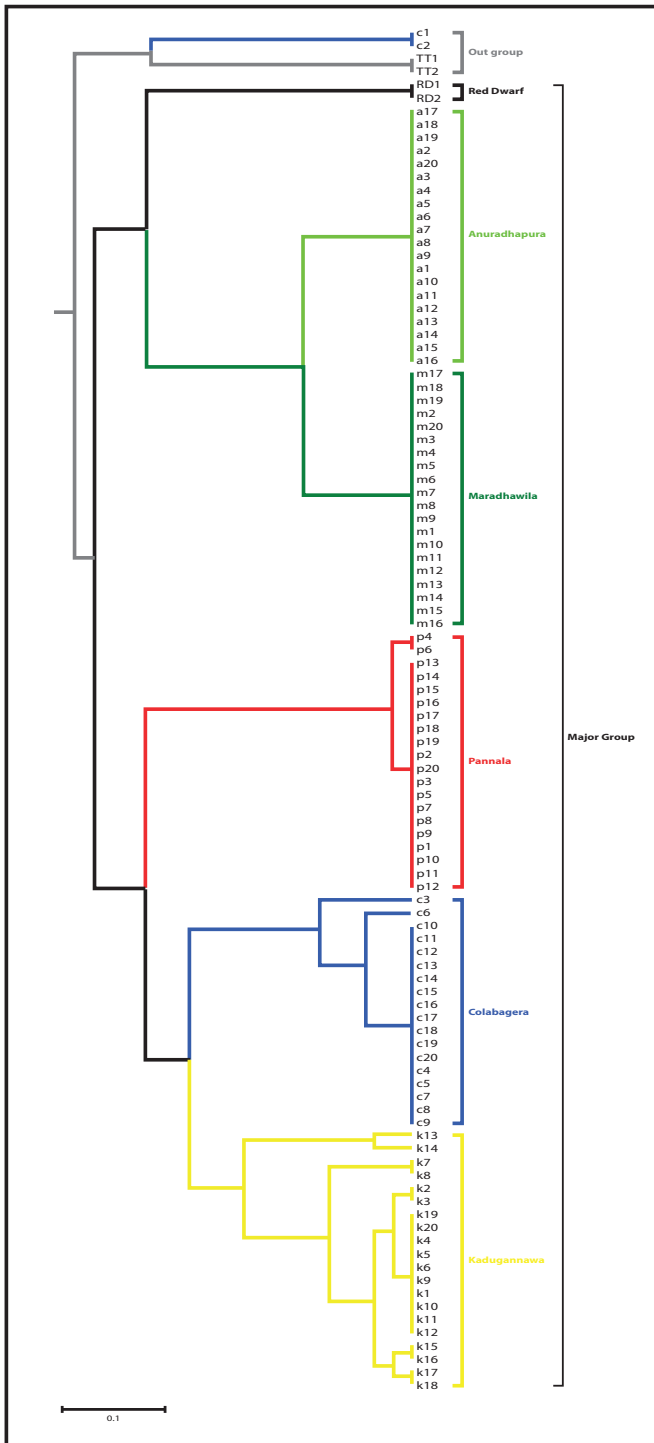 c1
c2
Out group
TT1
TT2
RD1
Red Dwarf
RD2
a17
a18
a19
a2
a20
a3
a4
a5
a6
a7
Anuradhapura
a8
a9
a1
a10
a11
a12
a13
a14
a15
a16
m17
m18
m19
m2
m20
m3
m4
m5
m6
m7
Maradhawila
m8
m9
m1
m10
m11
m12
m13
m14
m15
m16
p4
p6
p13
p14
p15
p16
p17
p18
Major Group
p19
p2
Pannala
p20
p3
p5
p7
p8
p9
p1
p10
p11
p12
c3
c6
c10
c11
c12
c13
c14
c15
c16
Colabagera
c17
c18
c19
c20
c4
c5
c7
c8
c9
k13
k14
k7
k8
k2
k3
k19
k20
k4
k5
Kadugannawa
k6
k9
k1
k10
k11
k12
k15
k16
k17
k18
0.1